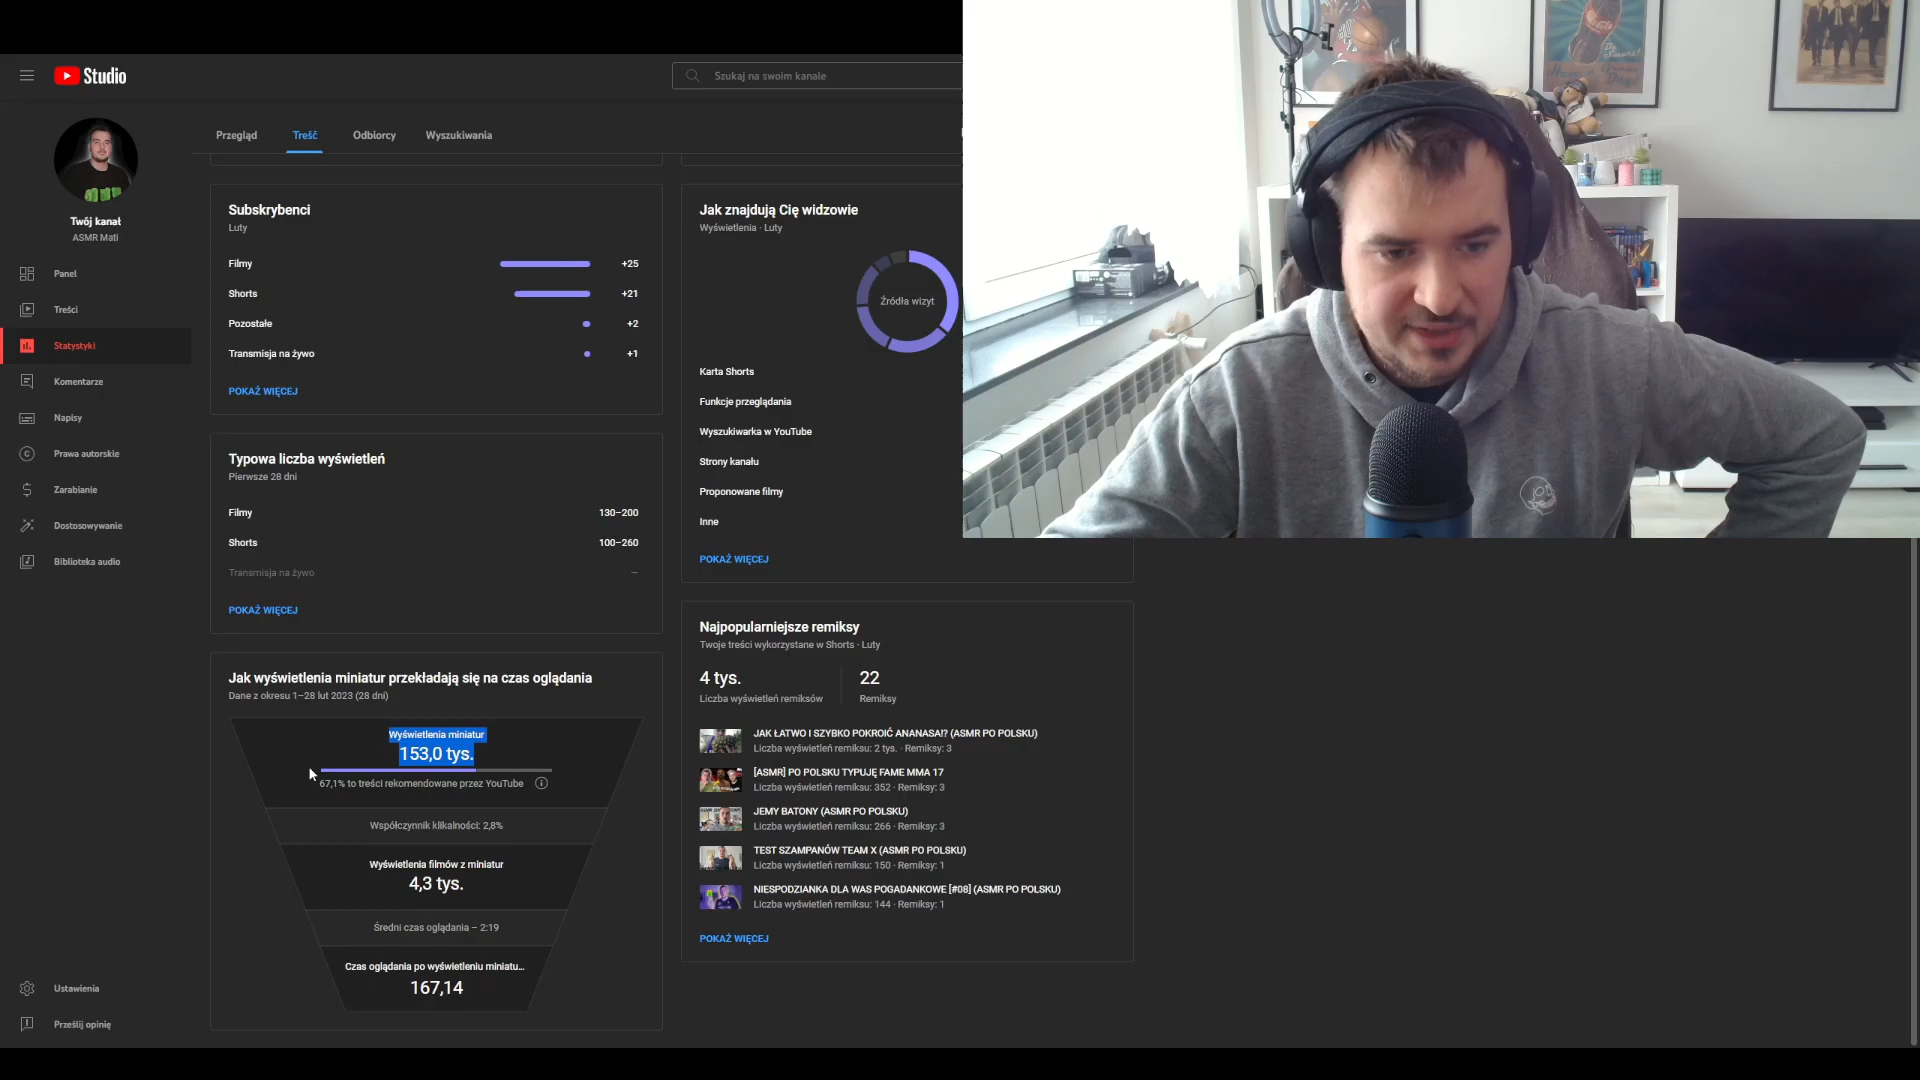 Studio
Szukaj na swoim kanale
Twój kanał
ASMR Mati
Panel
Treści
Statystyki
Komentarze
Napisy
Prawa autorskie
Zarabianie
Dostosowywanie
Biblioteka audio
Ustawienia
Prześlij opinię
Przegląd
Treść
Odbiorcy
Wyszukiwania
Subskrybenci
Luty
Filmy +25
Shorts +21
Pozostałe +2
Transmisja na żywo +1
POKAŻ WIĘCEJ
Typowa liczba wyświetleń
Pierwsze 28 dni
Filmy 130–200
Shorts 100–260
Transmisja na żywo —
POKAŻ WIĘCEJ
Jak wyświetlenia miniatur przekładają się na czas oglądania
Dane z okresu 1–28 lut 2023 (28 dni)
Wyświetlenia miniatur
153,0 tys.
67,1% to treści rekomendowane przez YouTube
Współczynnik klikalności: 2,8%
Wyświetlenia filmów z miniatur
4,3 tys.
Średni czas oglądania – 2:19
Czas oglądania po wyświetleniu miniatu...
167,14
Jak znajdują Cię widzowie
Wyświetlenia · Luty
Źródła wizyt
Karta Shorts
Funkcje przeglądania
Wyszukiwarka w YouTube
Strony kanału
Proponowane filmy
Inne
POKAŻ WIĘCEJ
Najpopularniejsze remiksy
Twoje treści wykorzystane w Shorts · Luty
4 tys. 22
Liczba wyświetleń remiksów Remiksy
JAK ŁATWO I SZYBKO POKROIĆ ANANASA!? (ASMR PO POLSKU)
Liczba wyświetleń remiksu: 2 tys. · Remiksy: 3
[ASMR] PO POLSKU TYPUJĘ FAME MMA 17
Liczba wyświetleń remiksu: 352 · Remiksy: 3
JEMY BATONY (ASMR PO POLSKU)
Liczba wyświetleń remiksu: 266 · Remiksy: 3
TEST SZAMPANÓW TEAM X (ASMR PO POLSKU)
Liczba wyświetleń remiksu: 150 · Remiksy: 1
NIESPODZIANKA DLA WAS POGADANKOWE [#08] (ASMR PO POLSKU)
Liczba wyświetleń remiksu: 144 · Remiksy: 1
POKAŻ WIĘCEJ